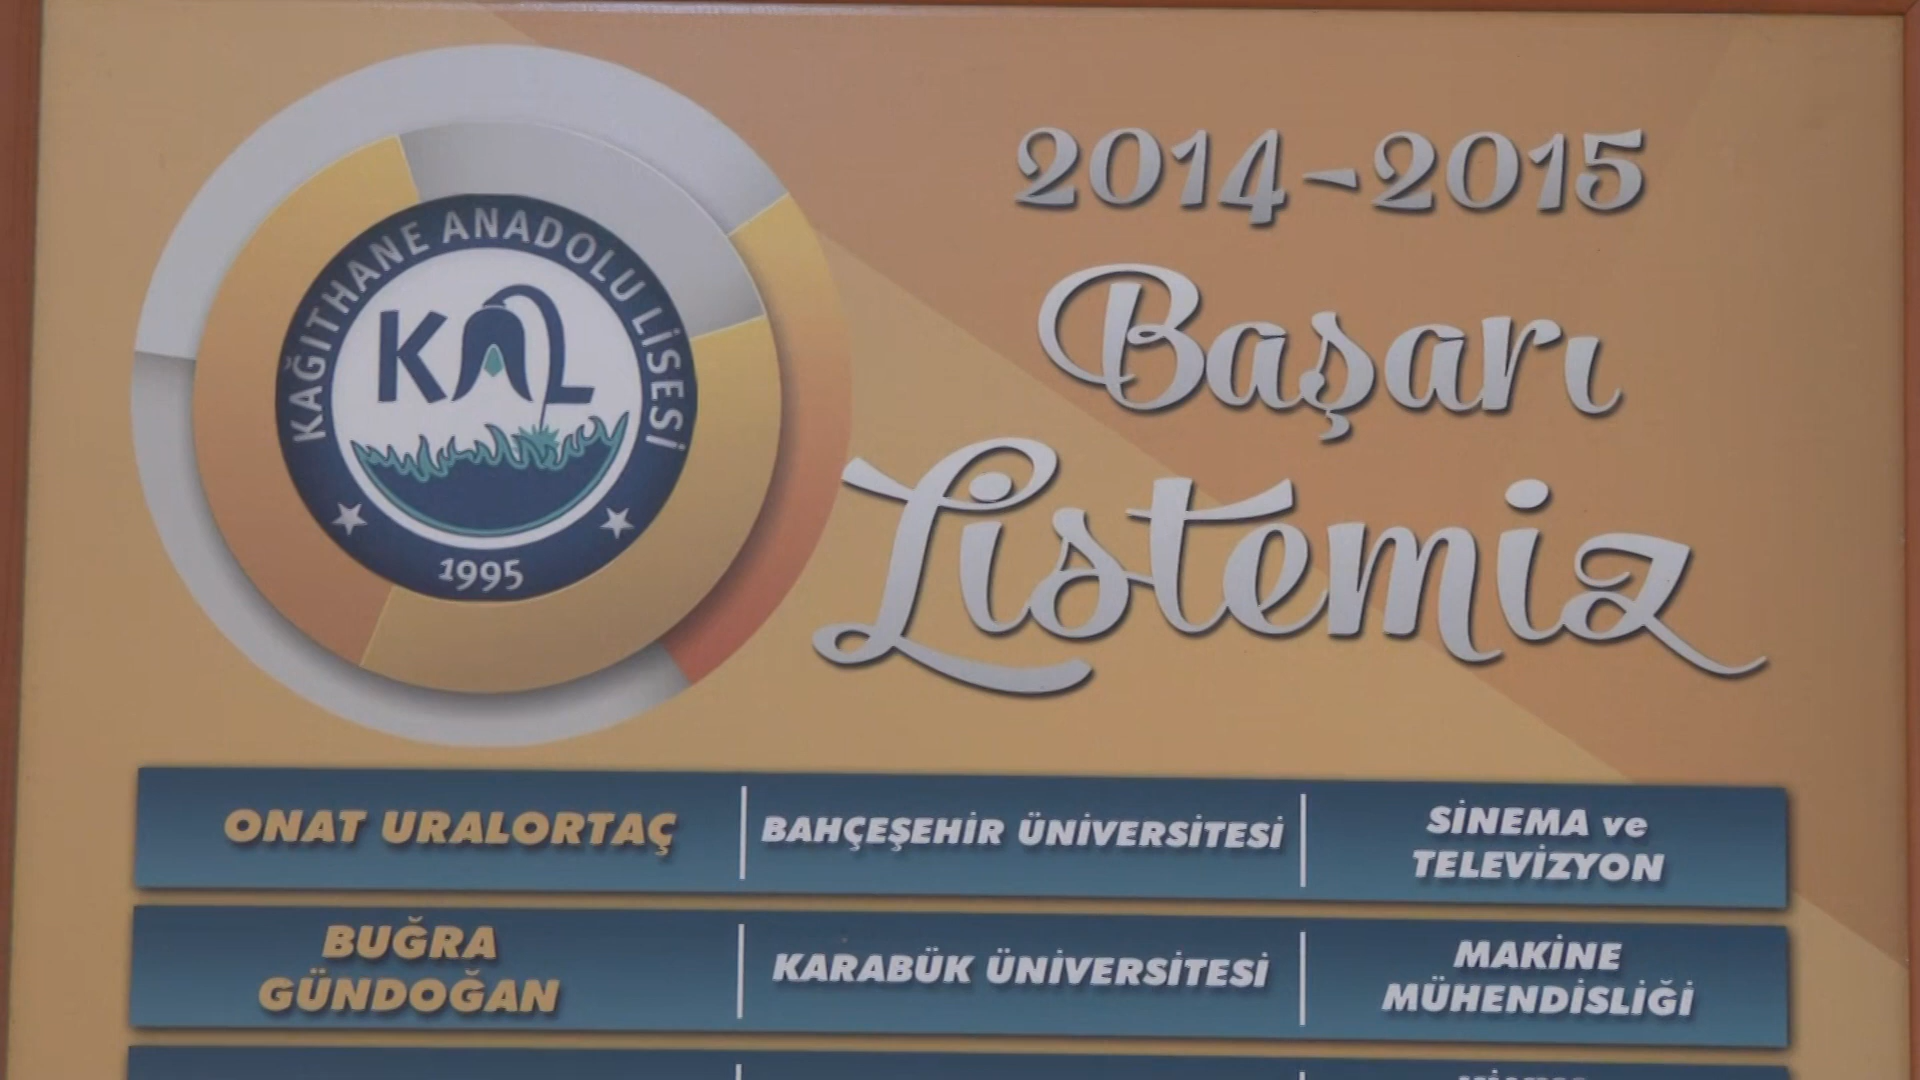 KAĞITHANE ANADOLU LİSESİ
KAL
1995
2014-2015
Başarı
Listemiz
ONAT URALORTAÇ
BAHÇEŞEHİR ÜNİVERSİTESİ
SİNEMA ve
TELEVİZYON
BUĞRA
GÜNDOĞAN
KARABÜK ÜNİVERSİTESİ
MAKİNE
MÜHENDİSLİĞİ